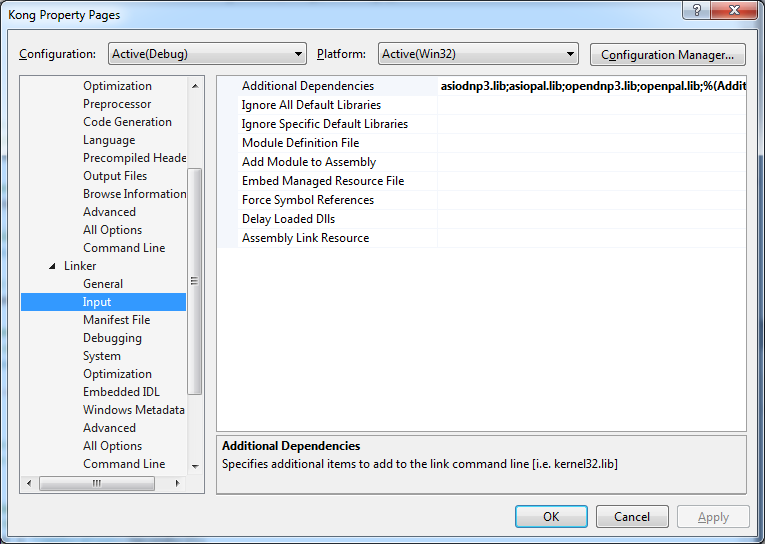 Kong Property Pages
Configuration: Active(Debug) Platform: Active(Win32) Configuration Manager...
Optimization
Preprocessor
Code Generation
Language
Precompiled Heade
Output Files
Browse Information
Advanced
All Options
Command Line
Linker
General
Input
Manifest File
Debugging
System
Optimization
Embedded IDL
Windows Metadata
Advanced
All Options
Command Line
Additional Dependencies asiodnp3.lib;asiopal.lib;opendnp3.lib;openpal.lib;%(Addit
Ignore All Default Libraries
Ignore Specific Default Libraries
Module Definition File
Add Module to Assembly
Embed Managed Resource File
Force Symbol References
Delay Loaded Dlls
Assembly Link Resource
Additional Dependencies
Specifies additional items to add to the link command line [i.e. kernel32.lib]
OK Cancel Apply